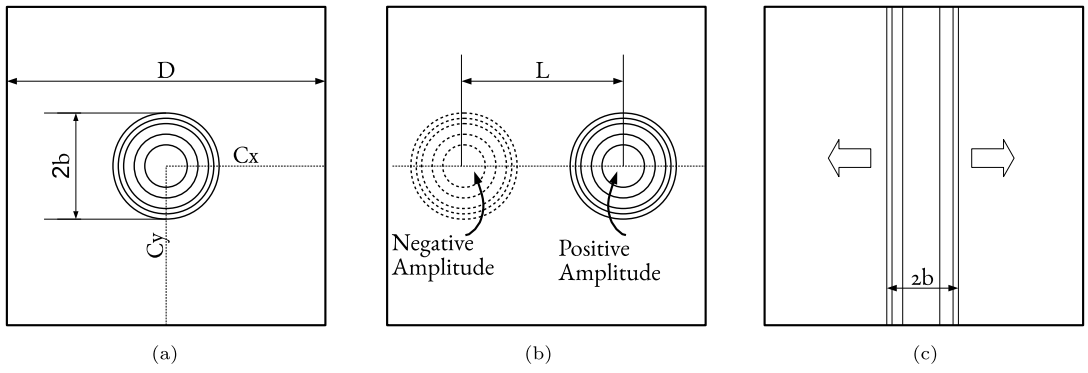 D
2b
Cx
Cy
(a)
L
Negative
Amplitude
Positive
Amplitude
(b)
2b
(c)